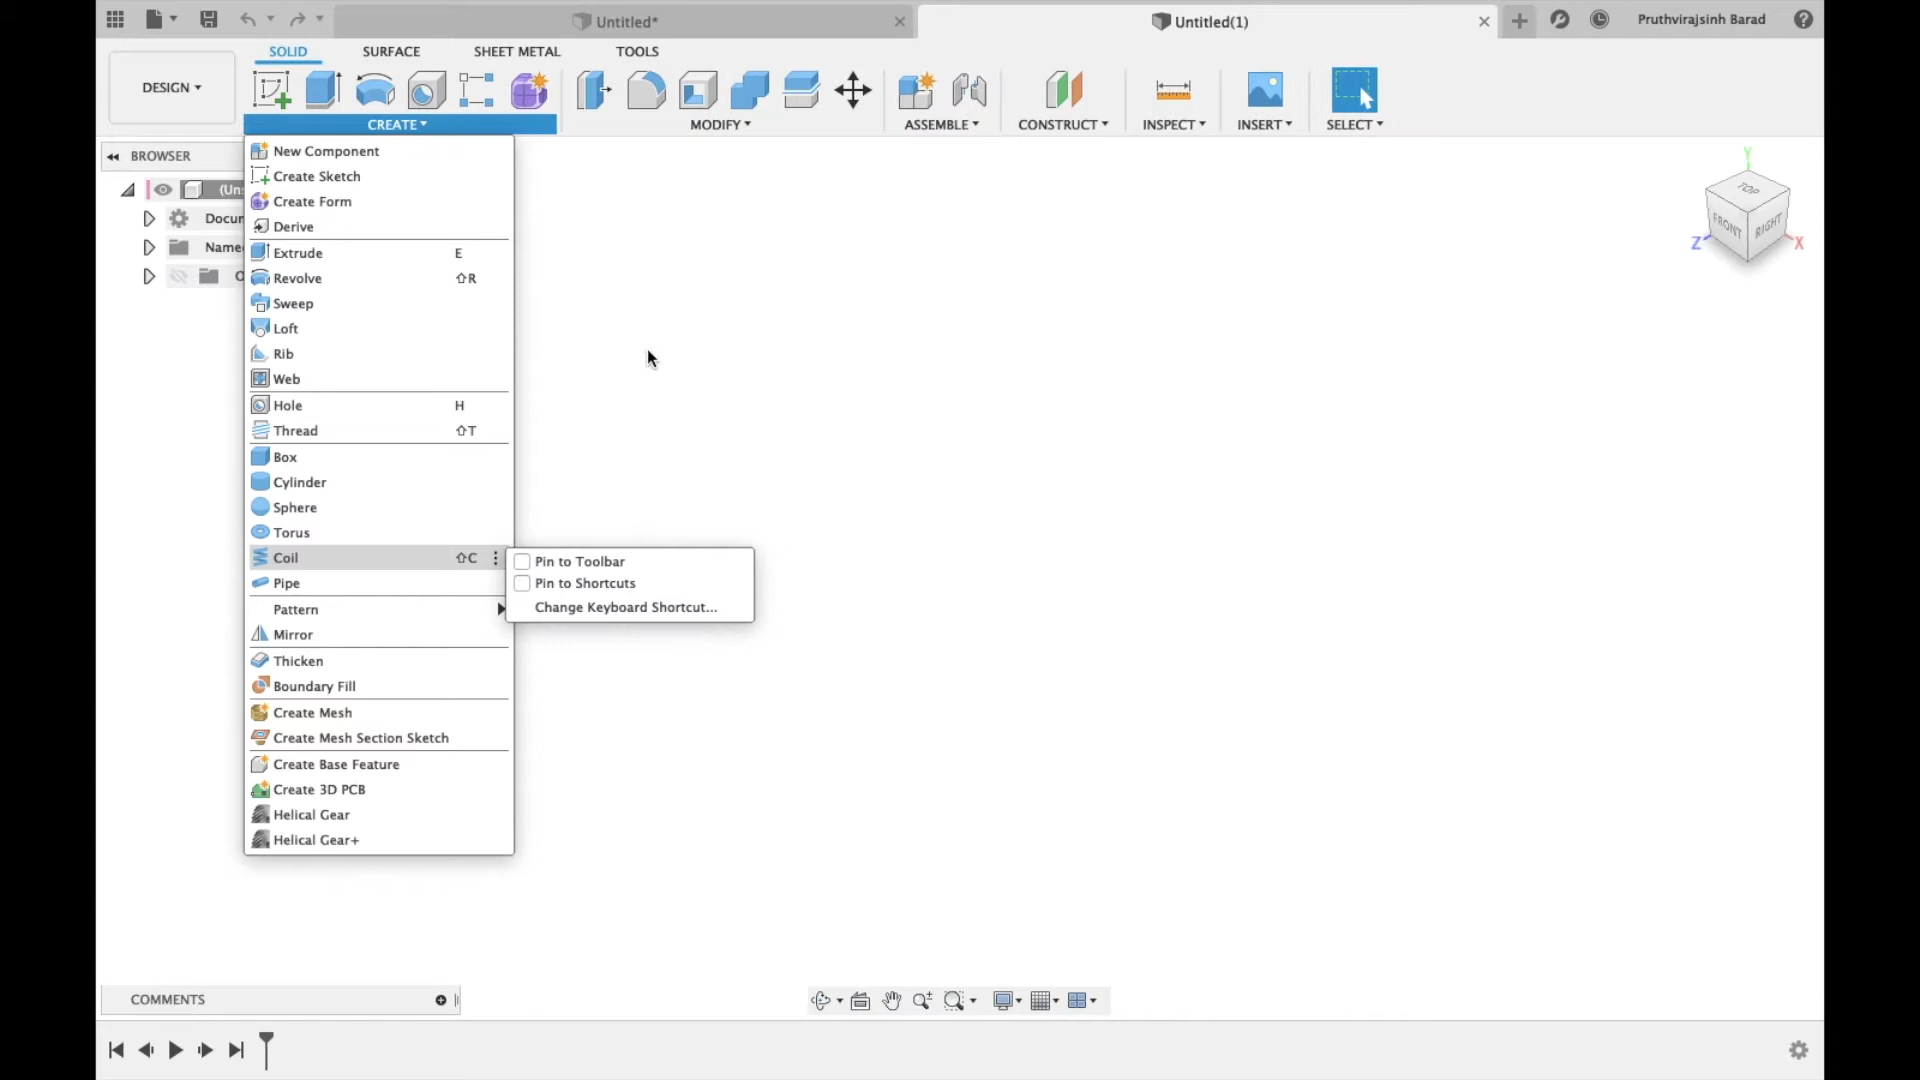 Untitled*
Untitled(1)
Pruthvirajsinh Barad
SOLID
SURFACE
SHEET METAL
TOOLS
DESIGN
CREATE
MODIFY
ASSEMBLE
CONSTRUCT
INSPECT
INSERT
SELECT
BROWSER
(Uns
Docum
Name
O
New Component
Create Sketch
Create Form
Derive
Extrude E
Revolve ⇧R
Sweep
Loft
Rib
Web
Hole H
Thread ⇧T
Box
Cylinder
Sphere
Torus
Coil ⇧C
Pipe
Pattern
Mirror
Thicken
Boundary Fill
Create Mesh
Create Mesh Section Sketch
Create Base Feature
Create 3D PCB
Helical Gear
Helical Gear+
Pin to Toolbar
Pin to Shortcuts
Change Keyboard Shortcut...
Y
TOP
FRONT
RIGHT
Z
X
COMMENTS